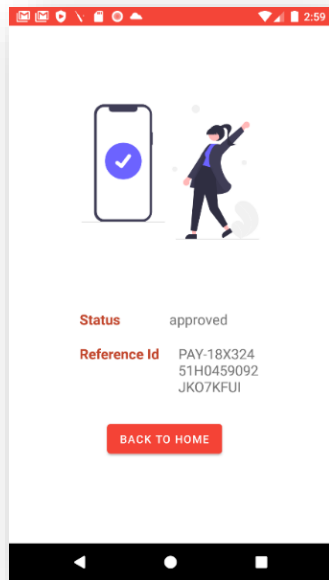 2:59
Status approved
Reference Id PAY-18X324
51H0459092
JKO7KFUI
BACK TO HOME